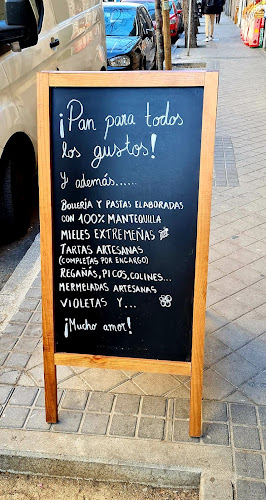 ¡Pan para todos
los gustos!
Y además......
BOLLERÍA Y PASTAS ELABORADAS
CON 100% MANTEQUILLA
MIELES EXTREMEÑAS
TARTAS ARTESANAS
(COMPLETAS POR ENCARGO)
REGAÑÁS, PICOS, COLINES...
MERMELADAS ARTESANAS
VIOLETAS Y...
¡Mucho amor!